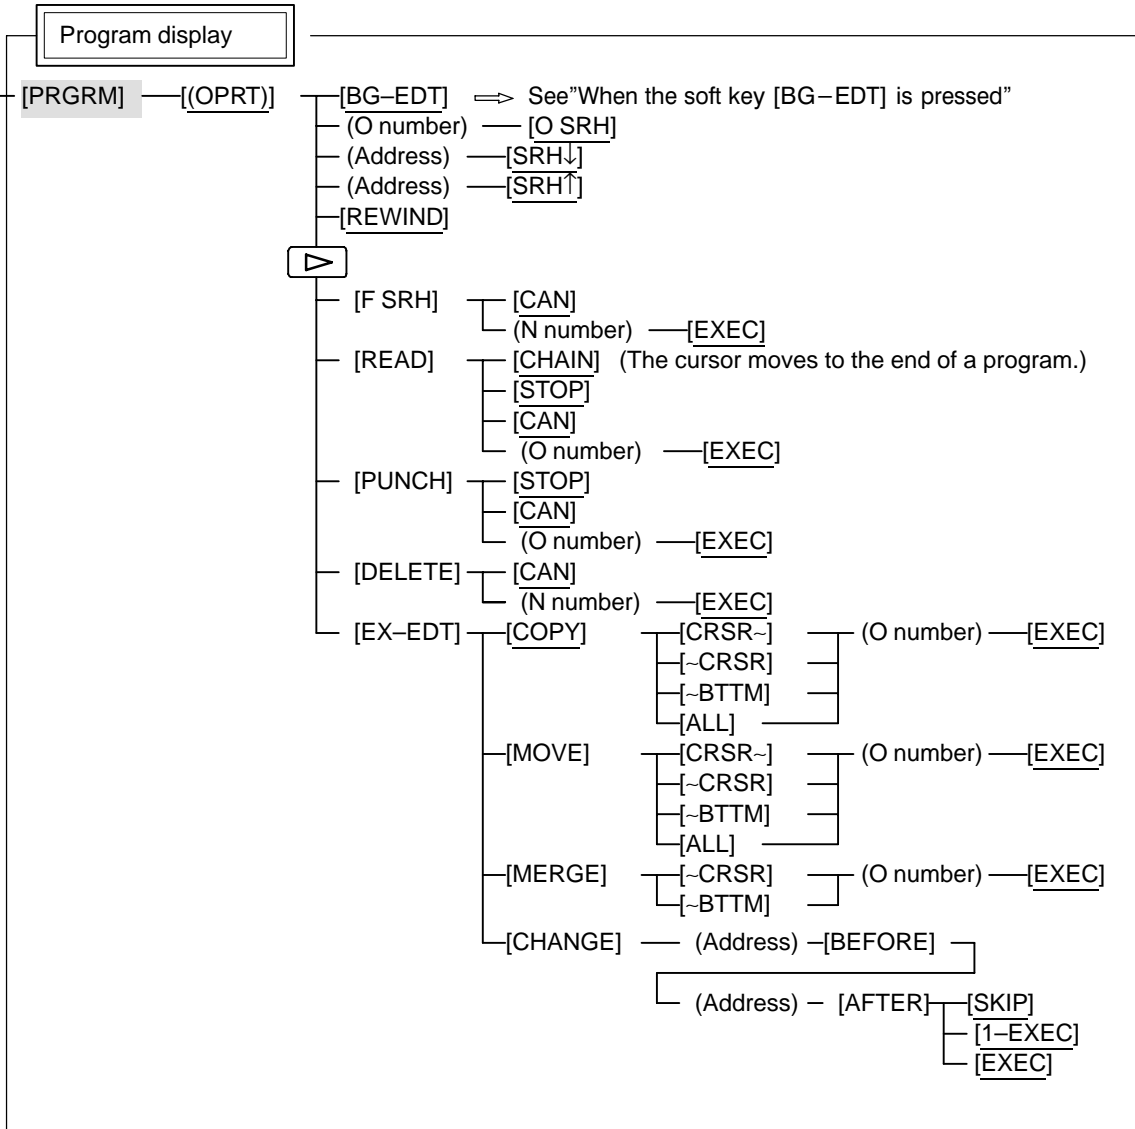 Program display
[PRGRM] [(OPRT)] [BG–EDT] ⇨ See”When the soft key [BG–EDT] is pressed”
(O number) [O SRH]
(Address) [SRH↓]
(Address) [SRH↑]
[REWIND]
[F SRH] [CAN]
(N number) [EXEC]
[READ] [CHAIN] (The cursor moves to the end of a program.)
[STOP]
[CAN]
(O number) [EXEC]
[PUNCH] [STOP]
[CAN]
(O number) [EXEC]
[DELETE] [CAN]
(N number) [EXEC]
[EX–EDT] [COPY] [CRSR~] (O number) [EXEC]
[~CRSR]
[~BTTM]
[ALL]
[MOVE] [CRSR~] (O number) [EXEC]
[~CRSR]
[~BTTM]
[ALL]
[MERGE] [~CRSR] (O number) [EXEC]
[~BTTM]
[CHANGE] (Address) [BEFORE]
(Address) [AFTER] [SKIP]
[1–EXEC]
[EXEC]